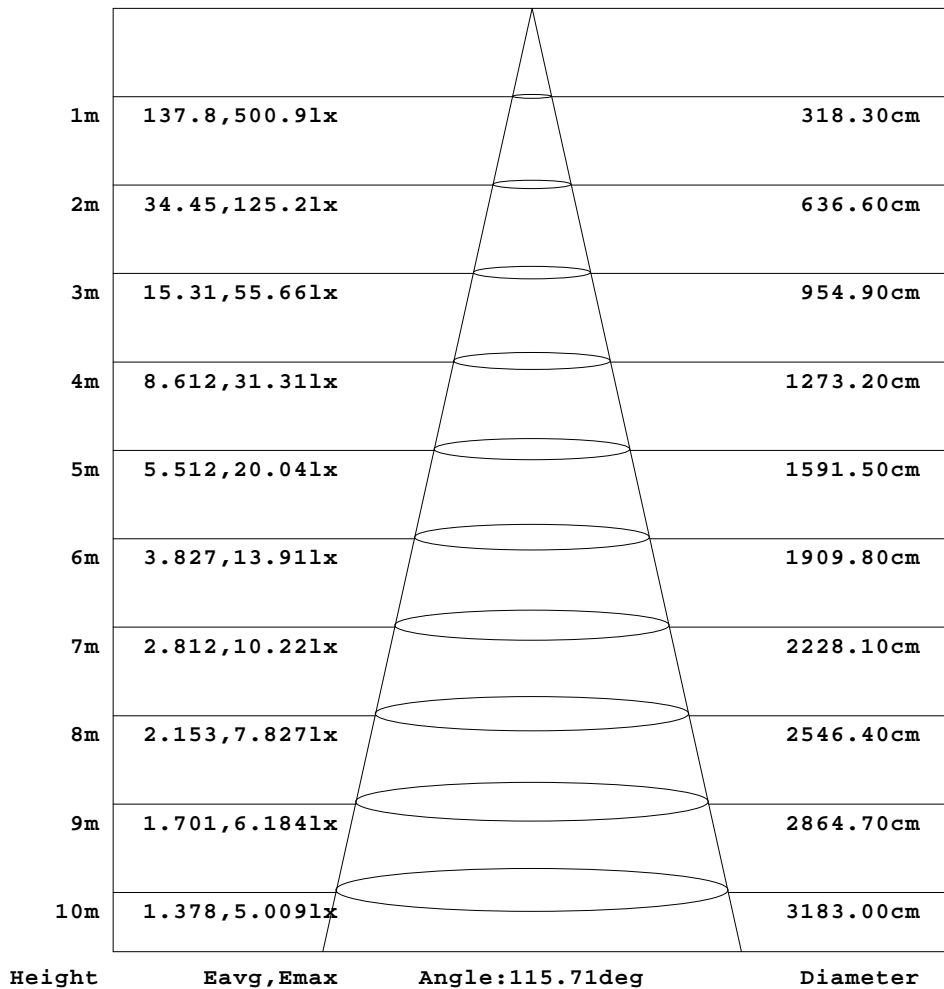 1m 137.8,500.9lx 318.30cm
2m 34.45,125.2lx 636.60cm
3m 15.31,55.66lx 954.90cm
4m 8.612,31.31lx 1273.20cm
5m 5.512,20.04lx 1591.50cm
6m 3.827,13.91lx 1909.80cm
7m 2.812,10.22lx 2228.10cm
8m 2.153,7.827lx 2546.40cm
9m 1.701,6.184lx 2864.70cm
10m 1.378,5.009lx 3183.00cm
Height Eavg,Emax Angle:115.71deg Diameter